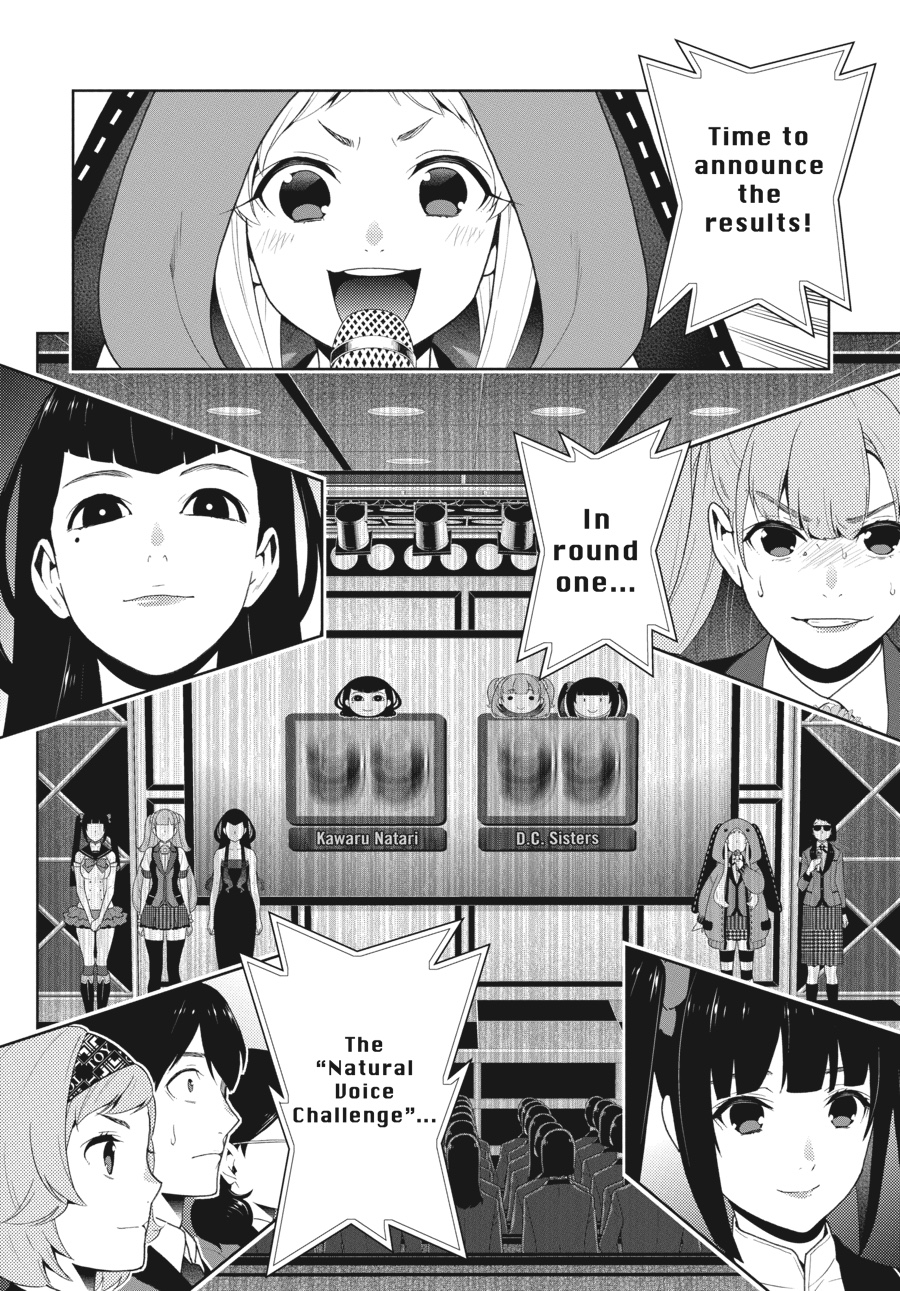 Time to
announce
the
results!
In
round
one...
Kawaru Natari
D.C. Sisters
The
“Natural
Voice
Challenge”...